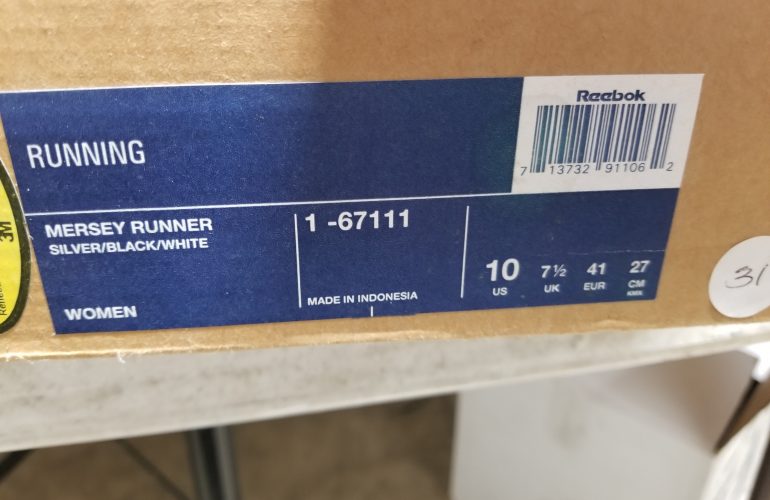 Reebok
7 13732 91106 2
RUNNING
MERSEY RUNNER
SILVER/BLACK/WHITE
WOMEN
1 -67111
MADE IN INDONESIA
10 7½ 41 27
US UK EUR CM
3M
31